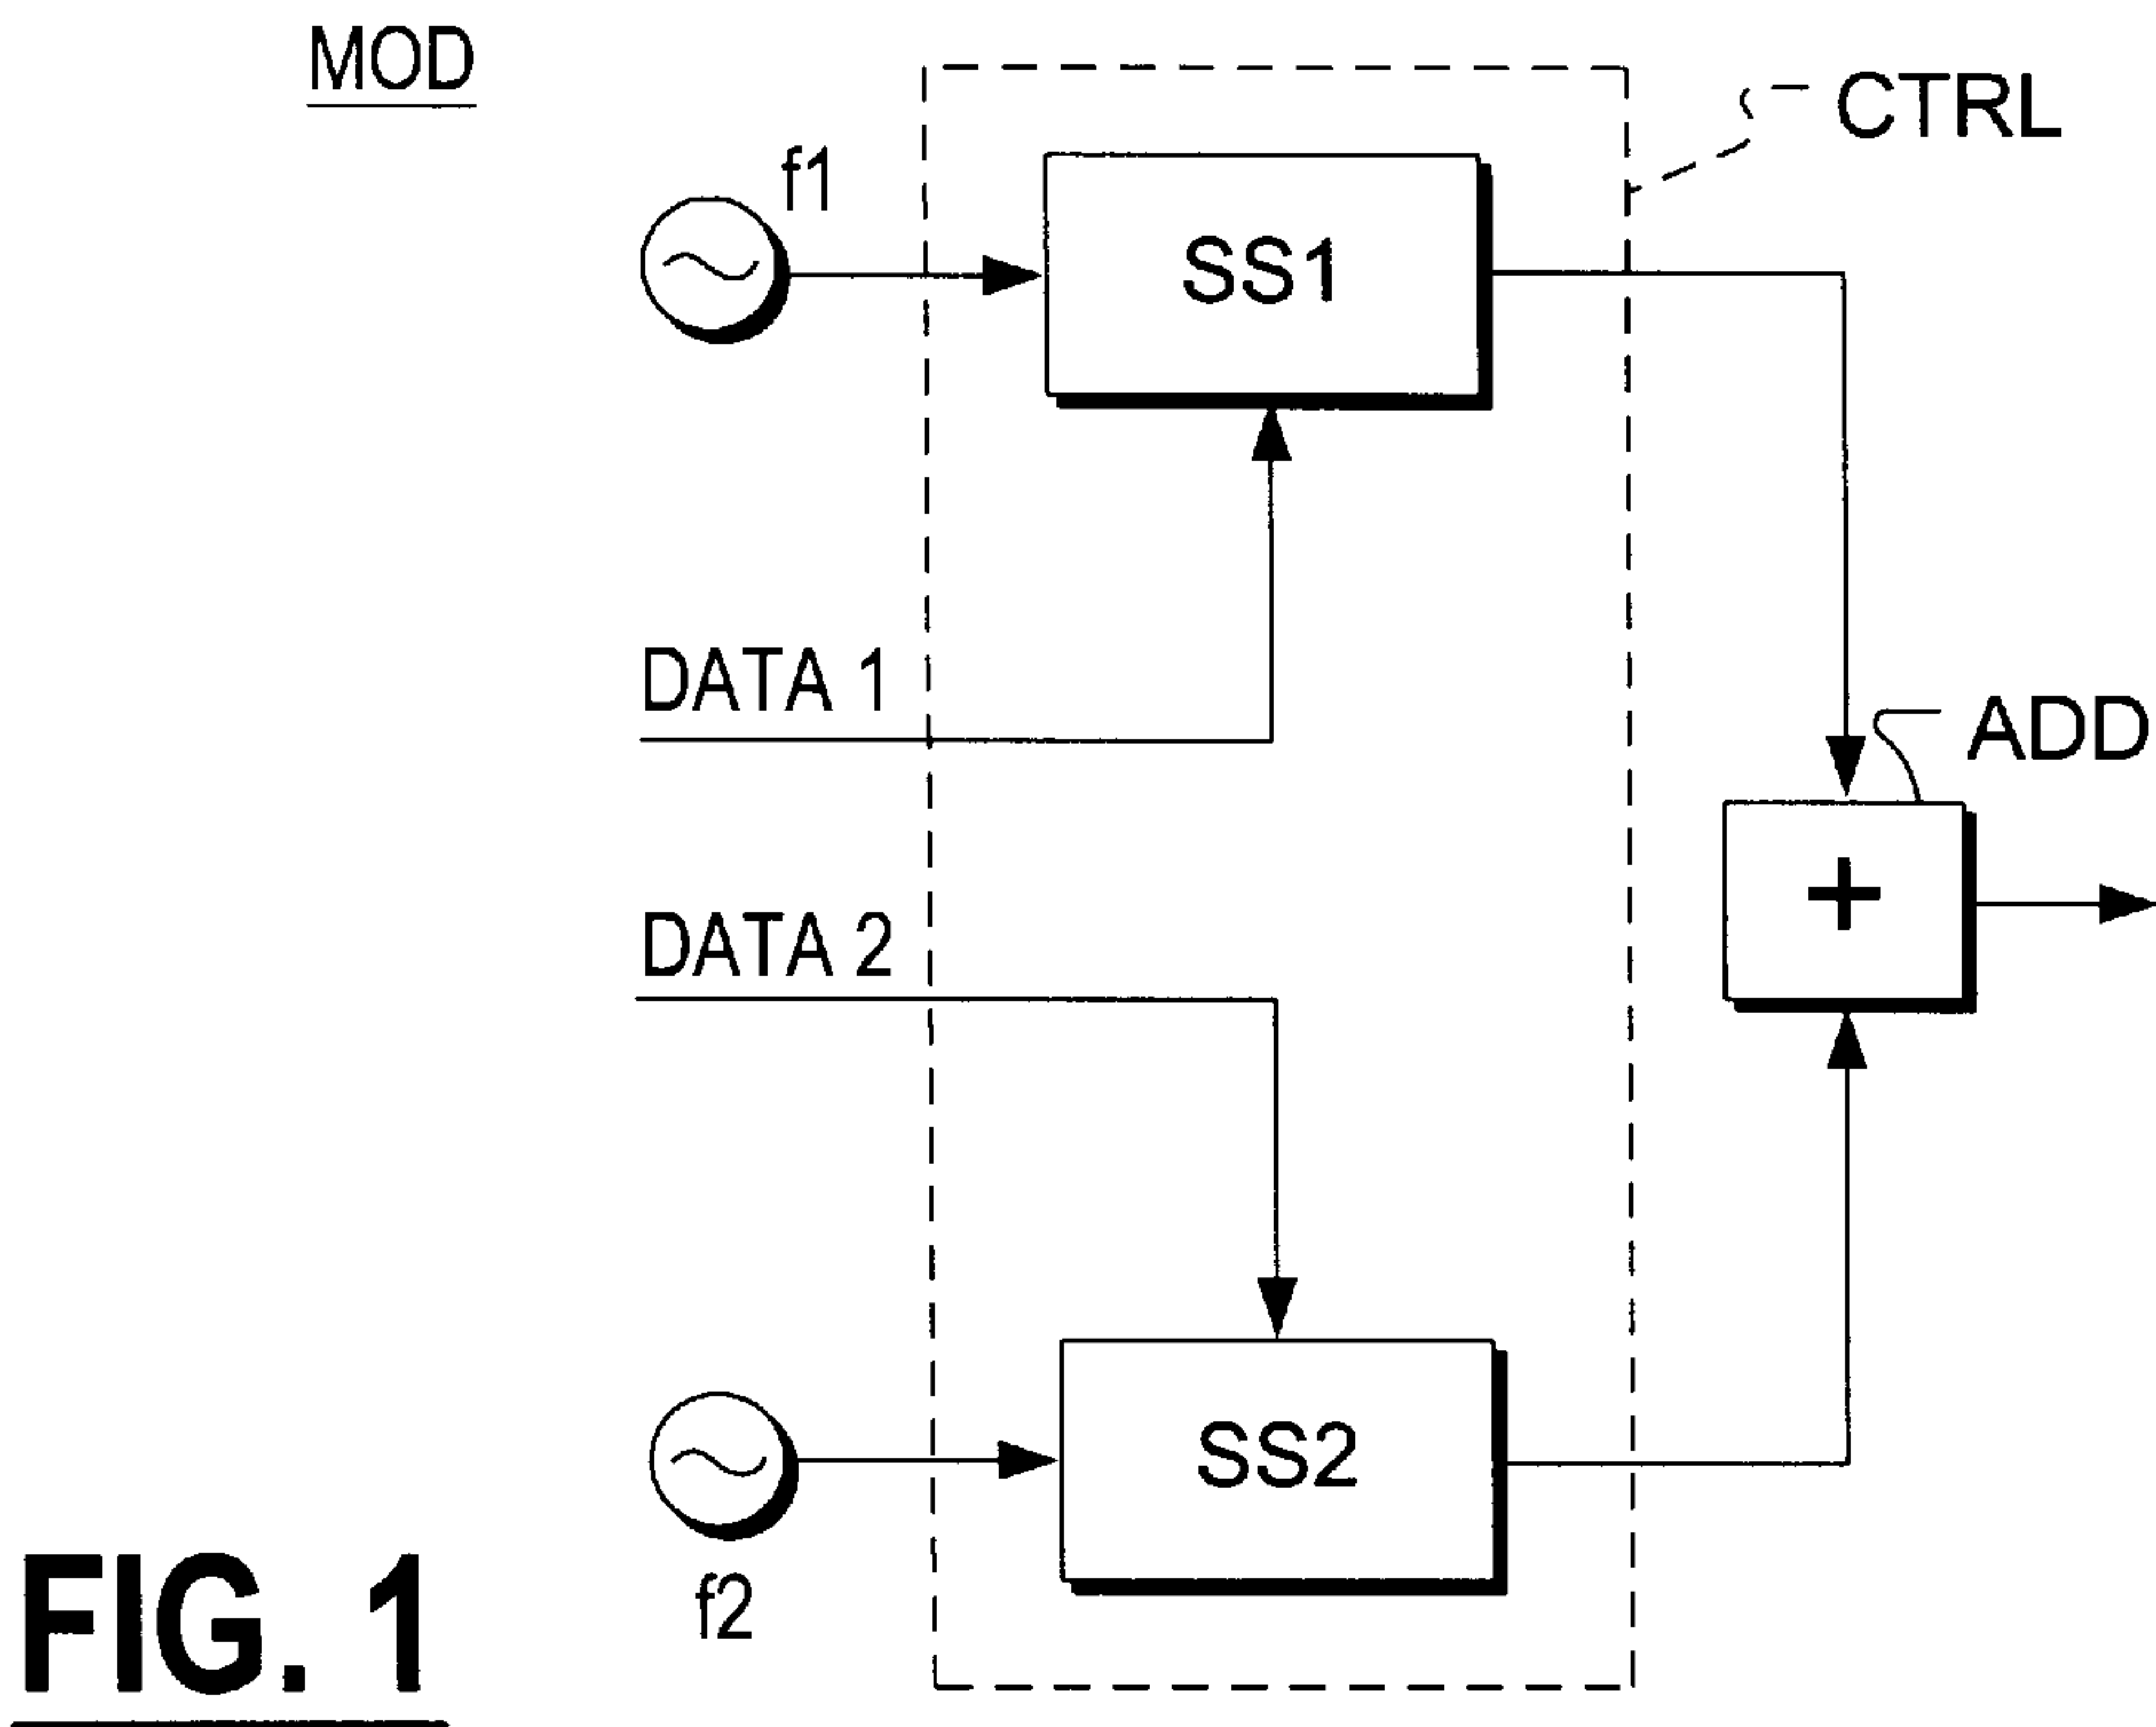 MOD
CTRL
f1
SS1
DATA 1
ADD
+
DATA 2
SS2
f2
FIG. 1